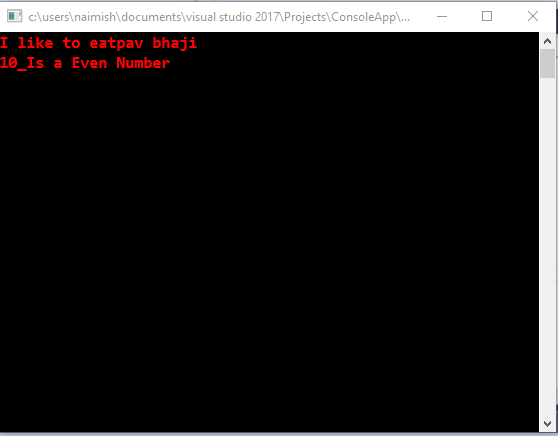 c:\users\naimish\documents\visual studio 2017\Projects\ConsoleApp\...
I like to eatpav bhaji
10_Is a Even Number